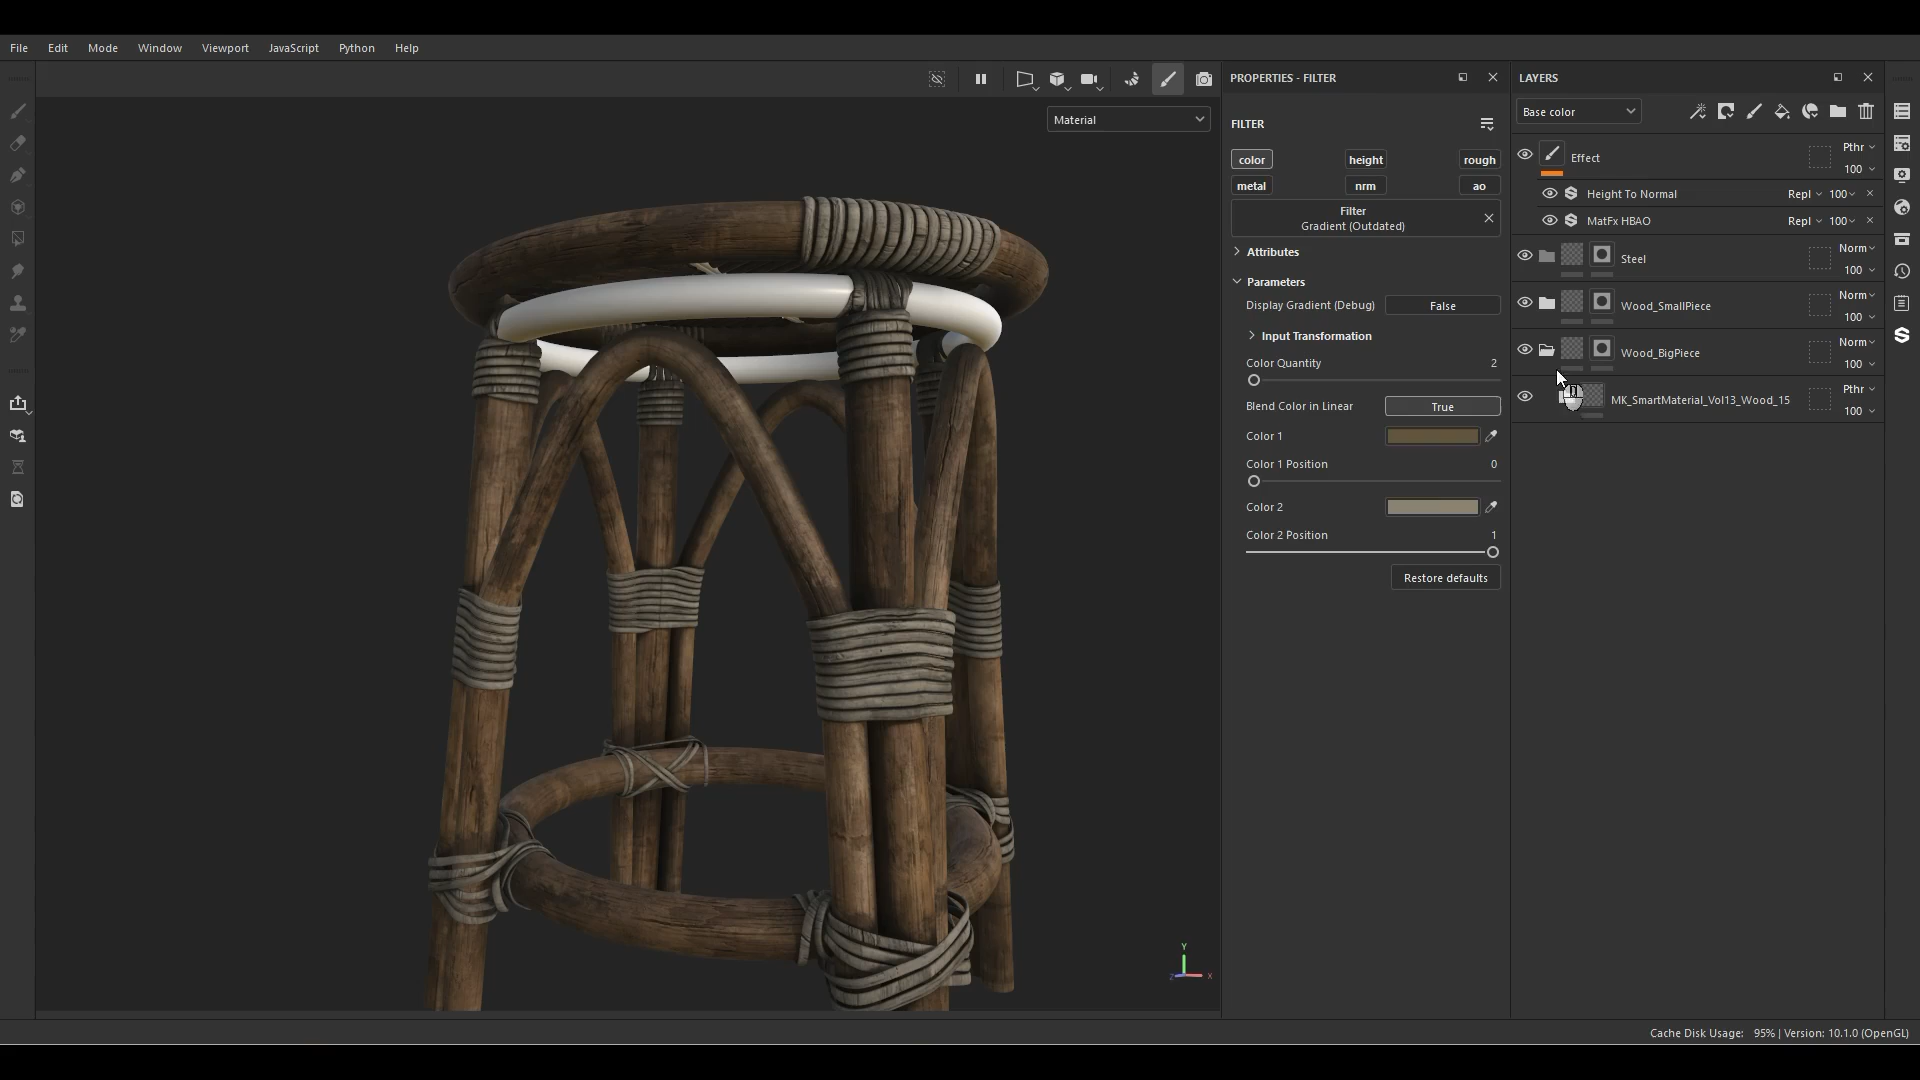 File Edit Mode Window Viewport JavaScript Python Help
Material
PROPERTIES - FILTER
FILTER
color height rough
metal nrm ao
Filter
Gradient (Outdated)
Attributes
Parameters
Display Gradient (Debug) False
Input Transformation
Color Quantity 2
Blend Color in Linear True
Color 1
Color 1 Position 0
Color 2
Color 2 Position 1
Restore defaults
LAYERS
Base color
Effect Pthr 100
Height To Normal Repl 100
MatFx HBAO Repl 100
Steel Norm 100
Wood_SmallPiece Norm 100
Wood_BigPiece Norm 100
MK_SmartMaterial_Vol13_Wood_15 Pthr 100
Y
Z X
Cache Disk Usage: 95% | Version: 10.1.0 (OpenGL)